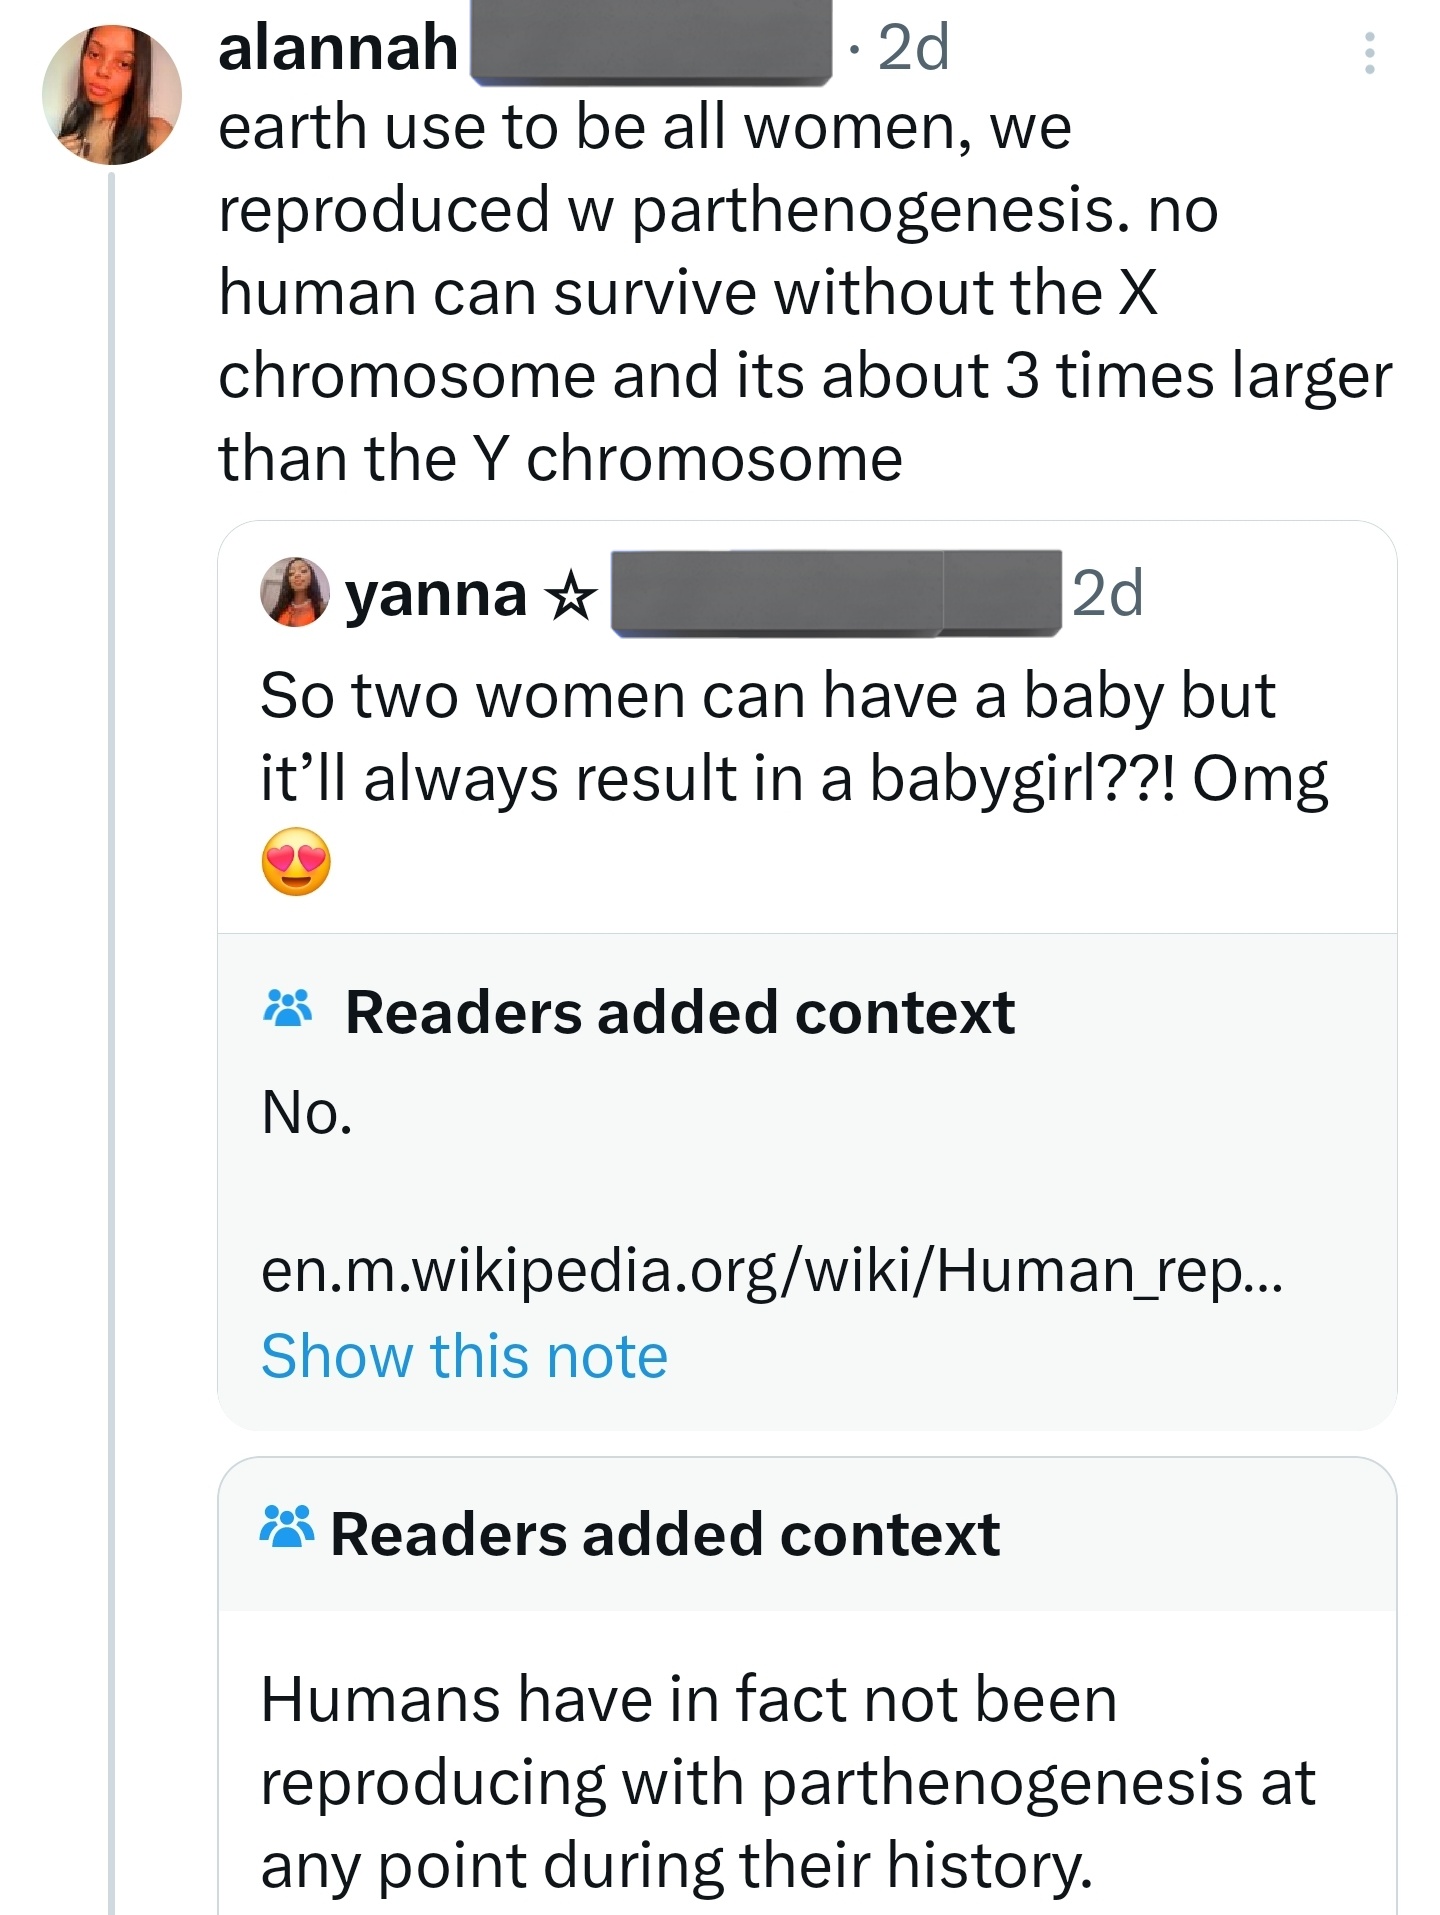 alannah · 2d
earth use to be all women, we
reproduced w parthenogenesis. no
human can survive without the X
chromosome and its about 3 times larger
than the Y chromosome
yanna ☆ 2d
So two women can have a baby but
it’ll always result in a babygirl??! Omg
😍
Readers added context
No.
en.m.wikipedia.org/wiki/Human_rep...
Show this note
Readers added context
Humans have in fact not been
reproducing with parthenogenesis at
any point during their history.